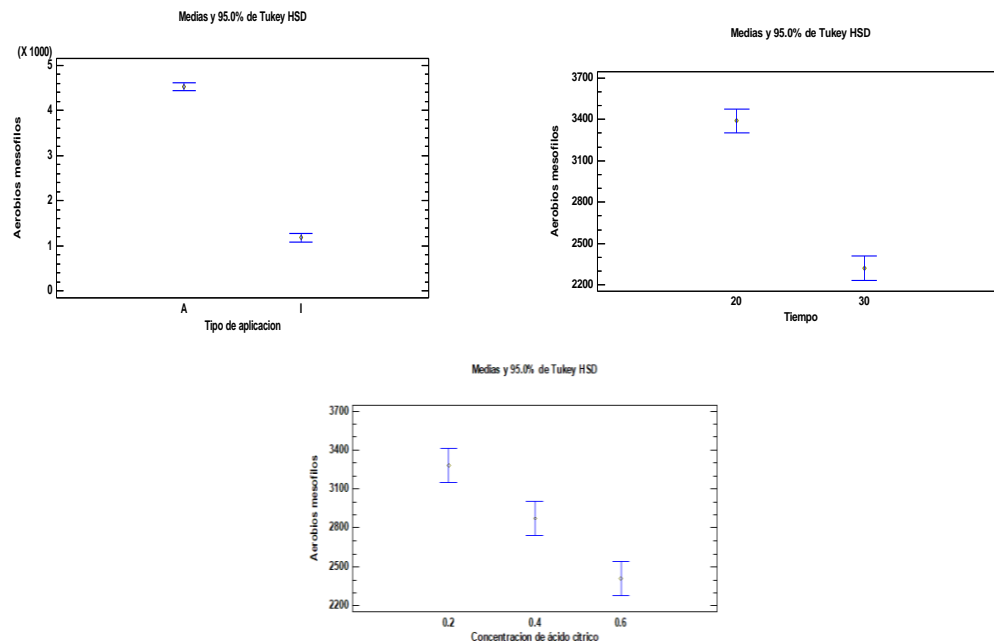 Medias y 95.0% de Tukey HSD
(X 1000)
5
4
3
2
1
0
Aerobios mesofilos
A I
Tipo de aplicacion
Medias y 95.0% de Tukey HSD
3700
3400
3100
2800
2500
2200
Aerobios mesofilos
20 30
Tiempo
Medias y 95.0% de Tukey HSD
3700
3400
3100
2800
2500
2200
Aerobios mesofilos
0.2 0.4 0.6
Concentracion de ácido citrico